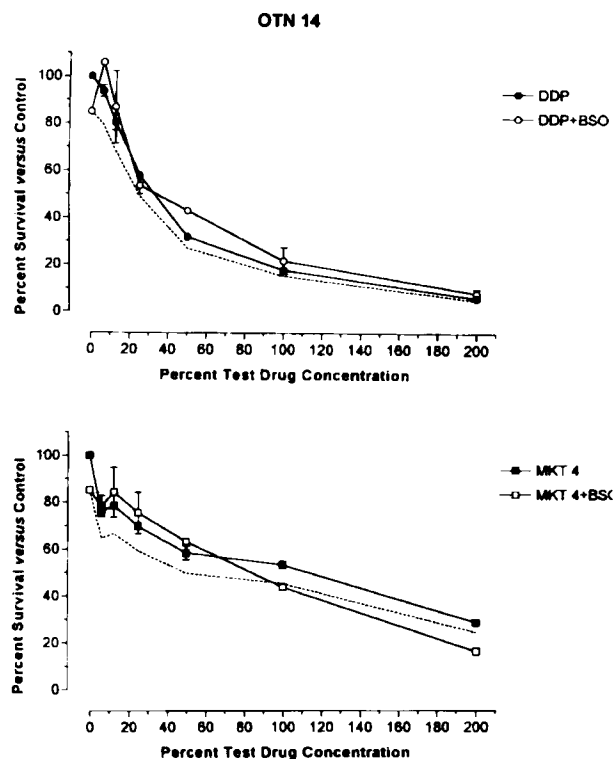 OTN 14
Percent Survival versus Control
100
80
60
40
20
0
DDP
DDP+BSO
0 20 40 60 80 100 120 140 160 180 200
Percent Test Drug Concentration
Percent Survival versus Control
100
80
60
40
20
0
MKT 4
MKT 4+BSO
0 20 40 60 80 100 120 140 160 180 200
Percent Test Drug Concentration